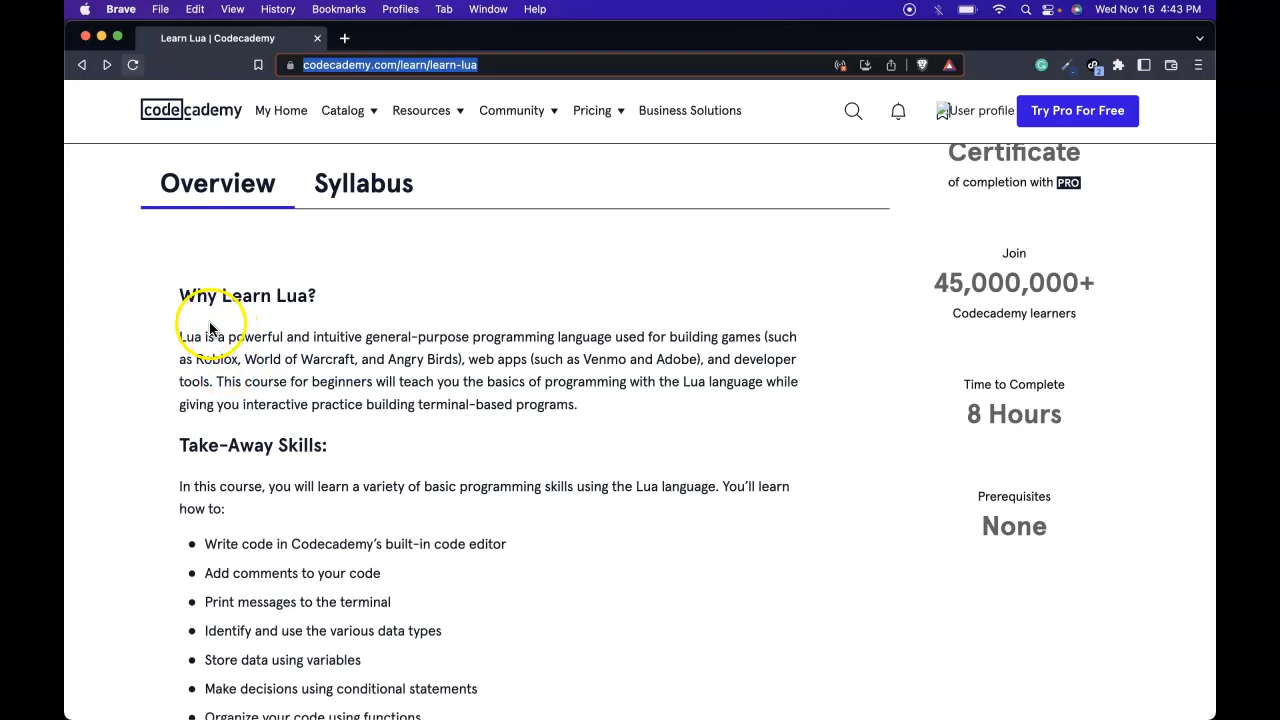 Brave File Edit View History Bookmarks Profiles Tab Window Help Wed Nov 16 4:43 PM
Learn Lua | Codecademy
codecademy.com/learn/learn-lua
2
codecademy My Home Catalog Resources Community Pricing Business Solutions User profile Try Pro For Free
Certificate
of completion with PRO
Overview Syllabus
Join
45,000,000+
Codecademy learners
Why Learn Lua?
Lua is a powerful and intuitive general-purpose programming language used for building games (such
as Roblox, World of Warcraft, and Angry Birds), web apps (such as Venmo and Adobe), and developer
tools. This course for beginners will teach you the basics of programming with the Lua language while
giving you interactive practice building terminal-based programs.
Time to Complete
8 Hours
Take-Away Skills:
In this course, you will learn a variety of basic programming skills using the Lua language. You'll learn
how to:
Prerequisites
None
● Write code in Codecademy's built-in code editor
● Add comments to your code
● Print messages to the terminal
● Identify and use the various data types
● Store data using variables
● Make decisions using conditional statements
● Organize your code using functions